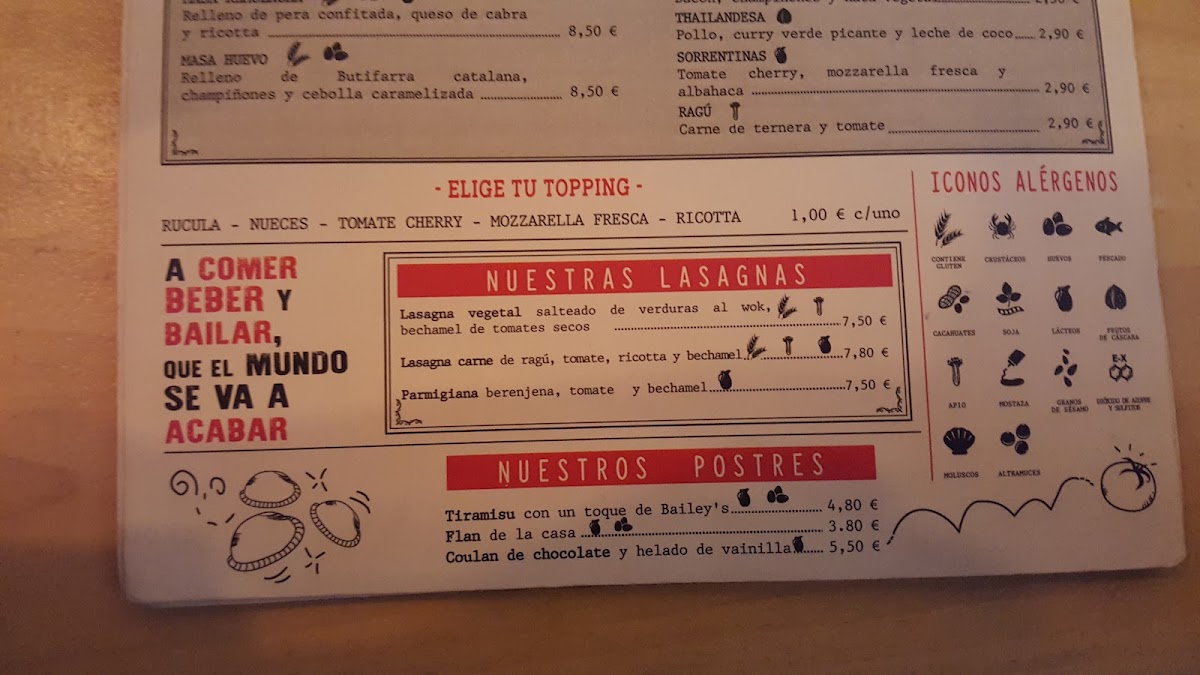 Relleno de pera confitada, queso de cabra
y ricotta 8,50 €
MASA HUEVO
Relleno de Butifarra catalana,
champiñones y cebolla caramelizada 8,50 €
THAILANDESA
Pollo, curry verde picante y leche de coco 2,90 €
SORRENTINAS
Tomate cherry, mozzarella fresca y
albahaca 2,90 €
RAGÚ
Carne de ternera y tomate 2,90 €
- ELIGE TU TOPPING -
RUCULA - NUECES - TOMATE CHERRY - MOZZARELLA FRESCA - RICOTTA 1,00 € c/uno
A COMER
BEBER Y
BAILAR,
QUE EL MUNDO
SE VA A
ACABAR
NUESTRAS LASAGNAS
Lasagna vegetal salteado de verduras al wok,
bechamel de tomates secos 7,50 €
Lasagna carne de ragú, tomate, ricotta y bechamel 7,80 €
Parmigiana berenjena, tomate y bechamel 7,50 €
NUESTROS POSTRES
Tiramisu con un toque de Bailey's 4,80 €
Flan de la casa 3.80 €
Coulan de chocolate y helado de vainilla 5,50 €
ICONOS ALÉRGENOS
CONTIENE
GLUTEN
CRUSTÁCEOS
HUEVOS
PESCADO
CACAHUATES
SOJA
LÁCTEOS
FRUTOS
DE CÁSCARA
APIO
MOSTAZA
GRANOS
DE SÉSAMO
E-X
DIÓXIDO DE AZUFRE
Y SULFITOS
MOLUSCOS
ALTRAMUCES